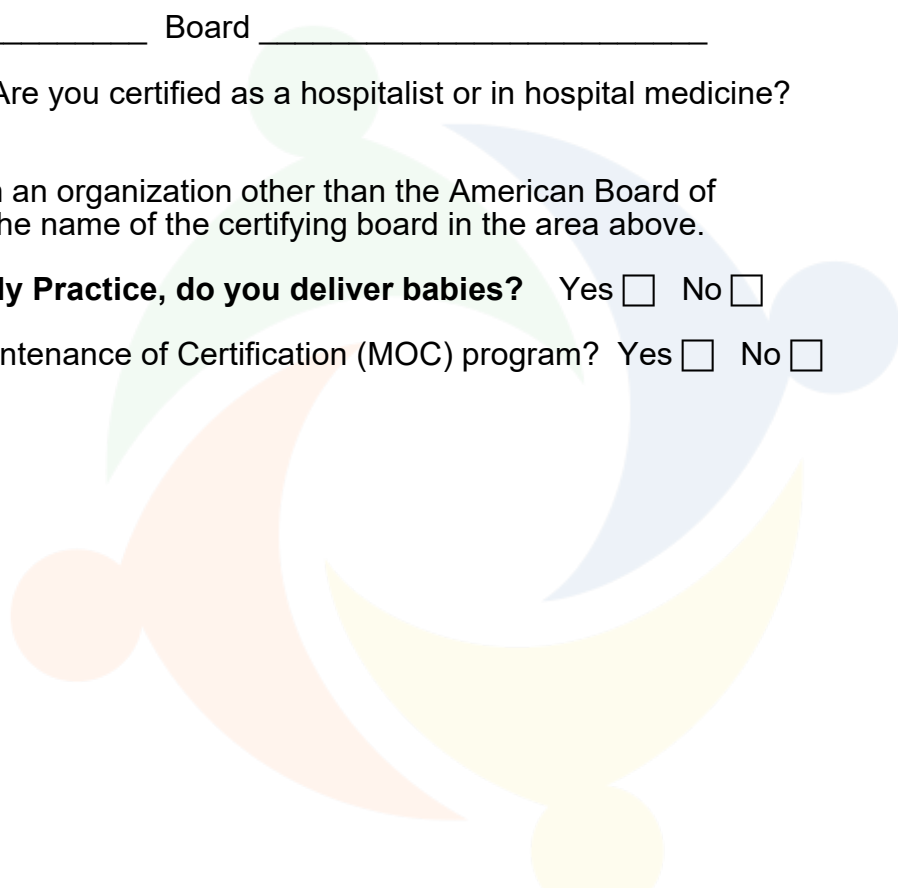 _________ Board __________________________
Are you certified as a hospitalist or in hospital medicine?
an organization other than the American Board of
he name of the certifying board in the area above.
ly Practice, do you deliver babies? Yes ☐ No ☐
ntenance of Certification (MOC) program? Yes ☐ No ☐